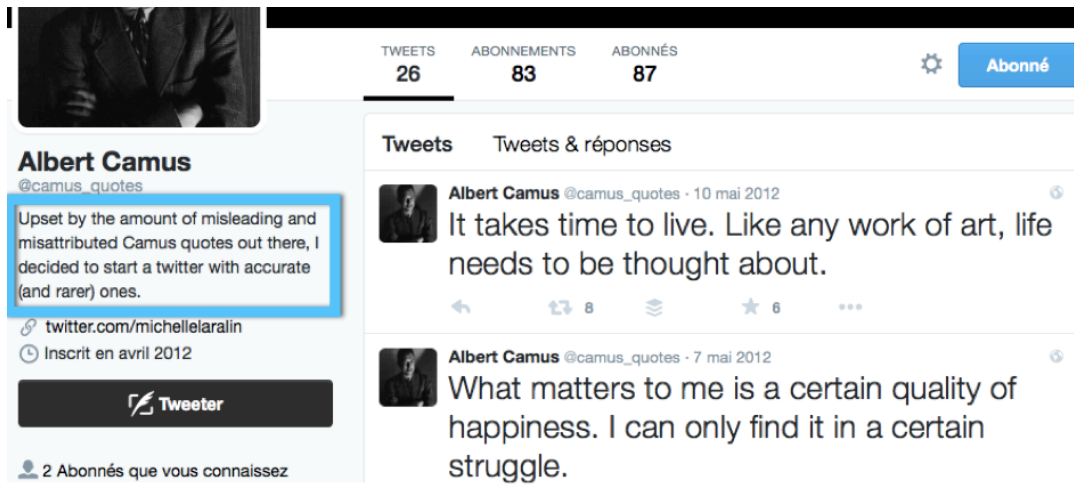 TWEETS ABONNEMENTS ABONNÉS
26 83 87
Abonné
Albert Camus
@camus_quotes
Upset by the amount of misleading and
misattributed Camus quotes out there, I
decided to start a twitter with accurate
(and rarer) ones.
twitter.com/michellelaralin
Inscrit en avril 2012
Tweeter
2 Abonnés que vous connaissez
Tweets Tweets & réponses
Albert Camus @camus_quotes · 10 mai 2012
It takes time to live. Like any work of art, life
needs to be thought about.
8 6
Albert Camus @camus_quotes · 7 mai 2012
What matters to me is a certain quality of
happiness. I can only find it in a certain
struggle.